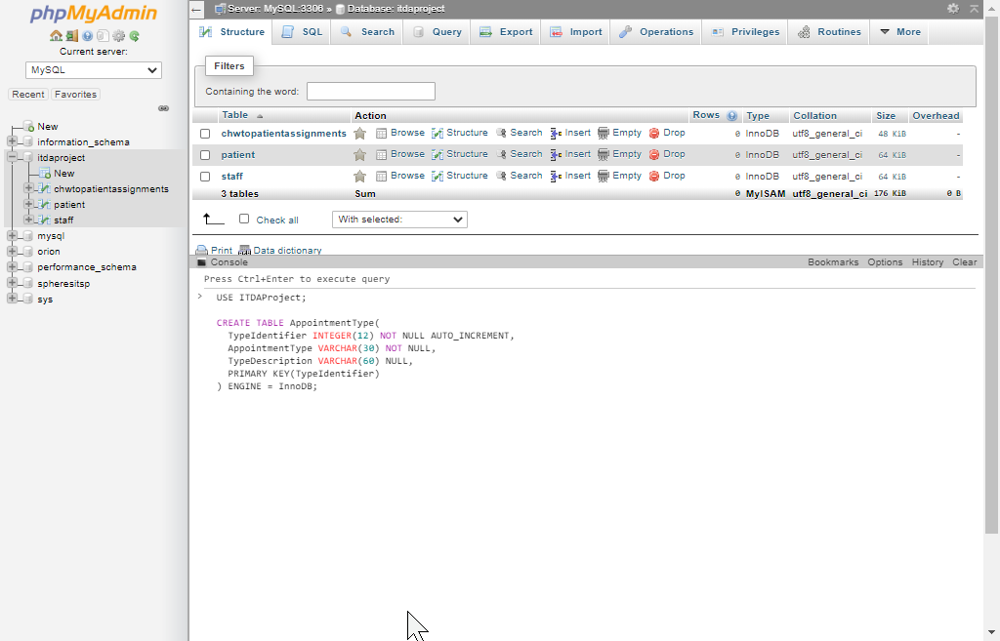 phpMyAdmin
Current server:
MySQL
Recent Favorites
New
information_schema
itdaproject
New
chwtopatientassignments
patient
staff
mysql
orion
performance_schema
spheresitsp
sys
Server: MySQL:3306 » Database: itdaproject
Structure SQL Search Query Export Import Operations Privileges Routines More
Filters
Containing the word:
Table Action Rows Type Collation Size Overhead
chwtopatientassignments Browse Structure Search Insert Empty Drop 0 InnoDB utf8_general_ci 48 KiB -
patient Browse Structure Search Insert Empty Drop 0 InnoDB utf8_general_ci 64 KiB -
staff Browse Structure Search Insert Empty Drop 0 InnoDB utf8_general_ci 64 KiB -
3 tables Sum 0 MyISAM utf8_general_ci 176 KiB 0 B
Check all With selected:
Print Data dictionary
Console Bookmarks Options History Clear
Press Ctrl+Enter to execute query
> USE ITDAProject;
CREATE TABLE AppointmentType(
TypeIdentifier INTEGER(12) NOT NULL AUTO_INCREMENT,
AppointmentType VARCHAR(30) NOT NULL,
TypeDescription VARCHAR(60) NULL,
PRIMARY KEY(TypeIdentifier)
) ENGINE = InnoDB;